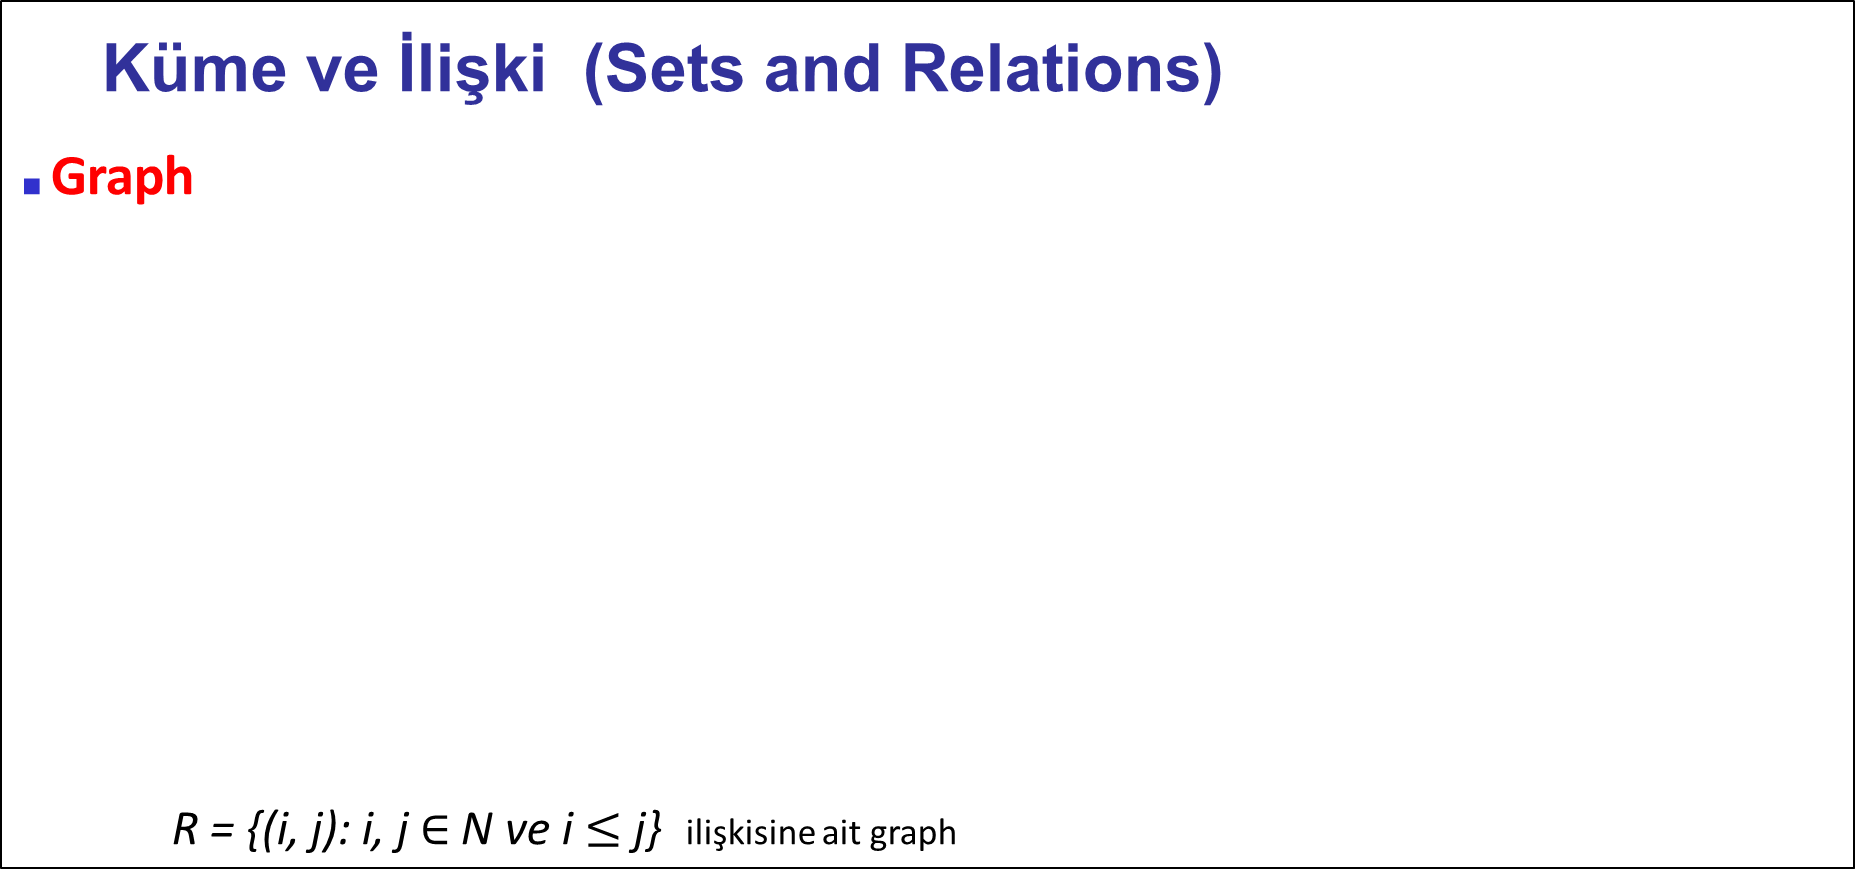 Küme ve İlişki (Sets and Relations)
Graph
R = {(i, j): i, j ∈ N ve i ≤ j} ilişkisine ait graph